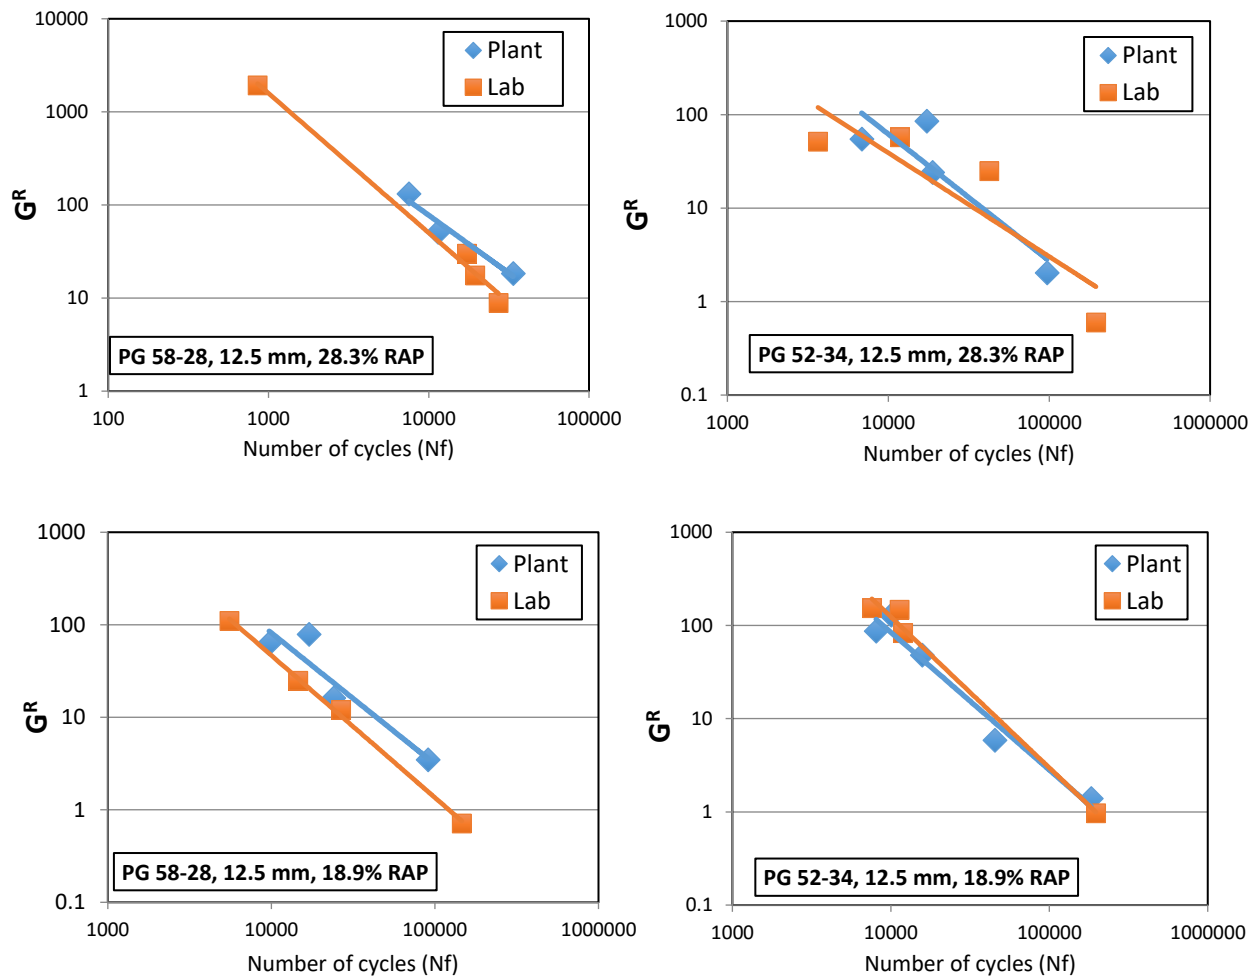 10000
1000
100
10
1
G^R
Plant
Lab
PG 58-28, 12.5 mm, 28.3% RAP
100
1000
10000
100000
Number of cycles (Nf)
1000
100
10
1
0.1
G^R
Plant
Lab
PG 52-34, 12.5 mm, 28.3% RAP
1000
10000
100000
1000000
Number of cycles (Nf)
1000
100
10
1
0.1
G^R
Plant
Lab
PG 58-28, 12.5 mm, 18.9% RAP
1000
10000
100000
1000000
Number of cycles (Nf)
1000
100
10
1
0.1
G^R
Plant
Lab
PG 52-34, 12.5 mm, 18.9% RAP
1000
10000
100000
1000000
Number of cycles (Nf)